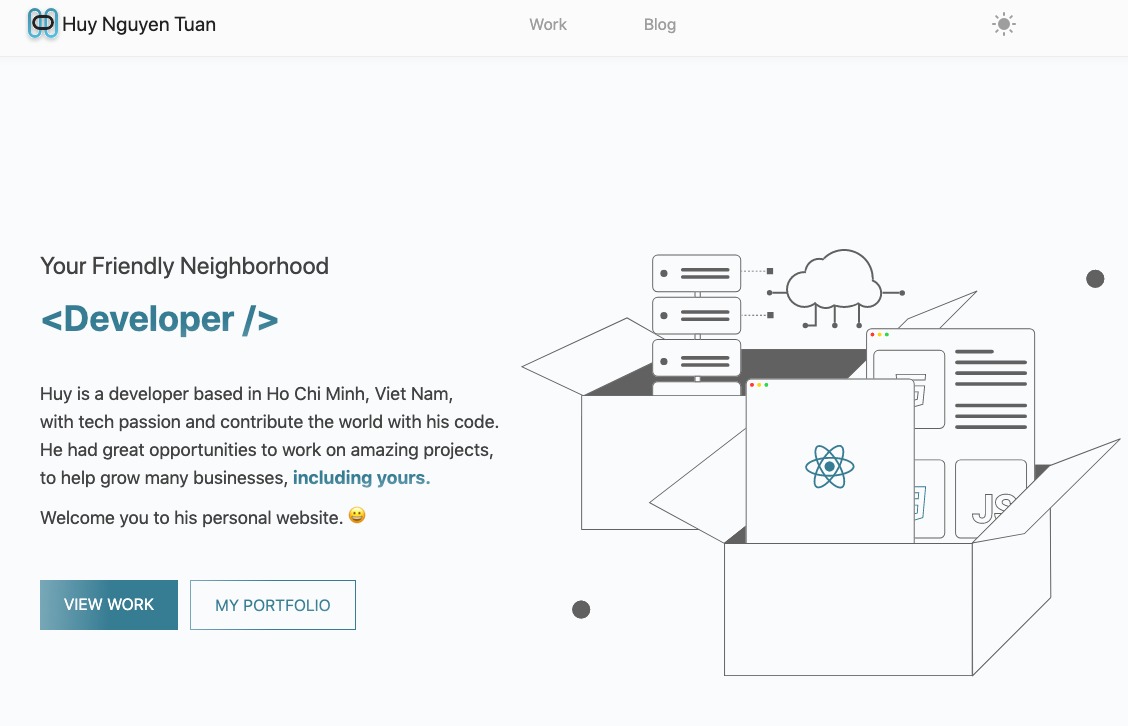 Huy Nguyen Tuan
Work
Blog
Your Friendly Neighborhood
<Developer />
Huy is a developer based in Ho Chi Minh, Viet Nam,
with tech passion and contribute the world with his code.
He had great opportunities to work on amazing projects,
to help grow many businesses, including yours.
Welcome you to his personal website. 😀
VIEW WORK
MY PORTFOLIO
JS